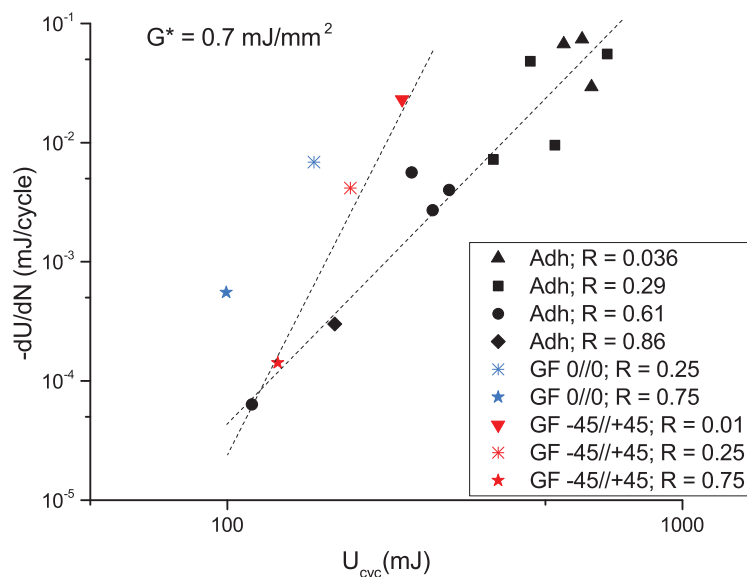 G* = 0.7 mJ/mm²
10⁻¹
10⁻²
10⁻³
10⁻⁴
10⁻⁵
-dU/dN (mJ/cycle)
Adh; R = 0.036
Adh; R = 0.29
Adh; R = 0.61
Adh; R = 0.86
GF 0//0; R = 0.25
GF 0//0; R = 0.75
GF -45//+45; R = 0.01
GF -45//+45; R = 0.25
GF -45//+45; R = 0.75
100
1000
U_cyc(mJ)